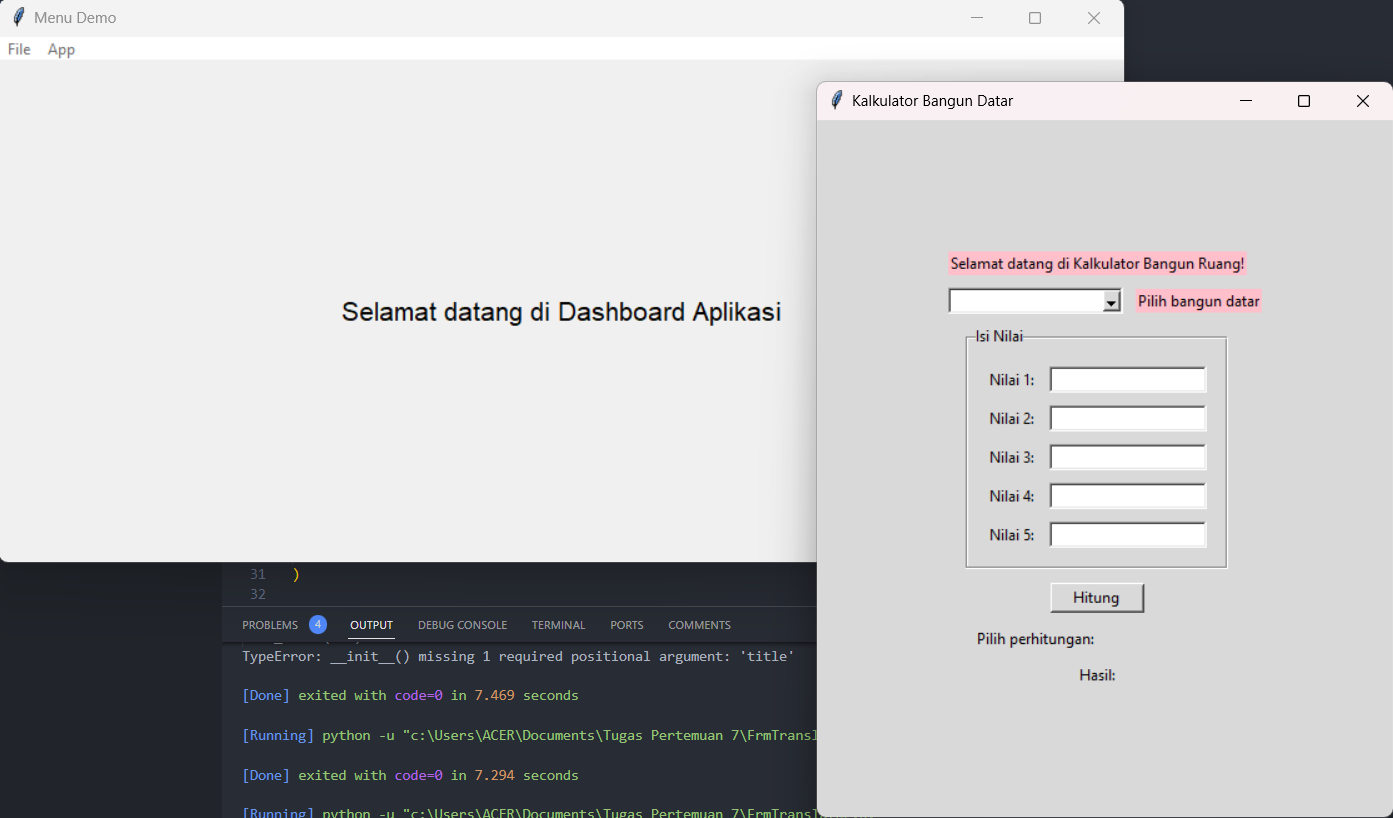 Menu Demo
File App
Selamat datang di Dashboard Aplikasi
Kalkulator Bangun Datar
Selamat datang di Kalkulator Bangun Ruang!
Pilih bangun datar
Isi Nilai
Nilai 1:
Nilai 2:
Nilai 3:
Nilai 4:
Nilai 5:
Hitung
Pilih perhitungan:
Hasil:
31 )
32
PROBLEMS 4 OUTPUT DEBUG CONSOLE TERMINAL PORTS COMMENTS
TypeError: __init__() missing 1 required positional argument: 'title'
[Done] exited with code=0 in 7.469 seconds
[Running] python -u "c:\Users\ACER\Documents\Tugas Pertemuan 7\FrmTransl
[Done] exited with code=0 in 7.294 seconds
[Running] python -u "c:\Users\ACER\Documents\Tugas Pertemuan 7\FrmTransl